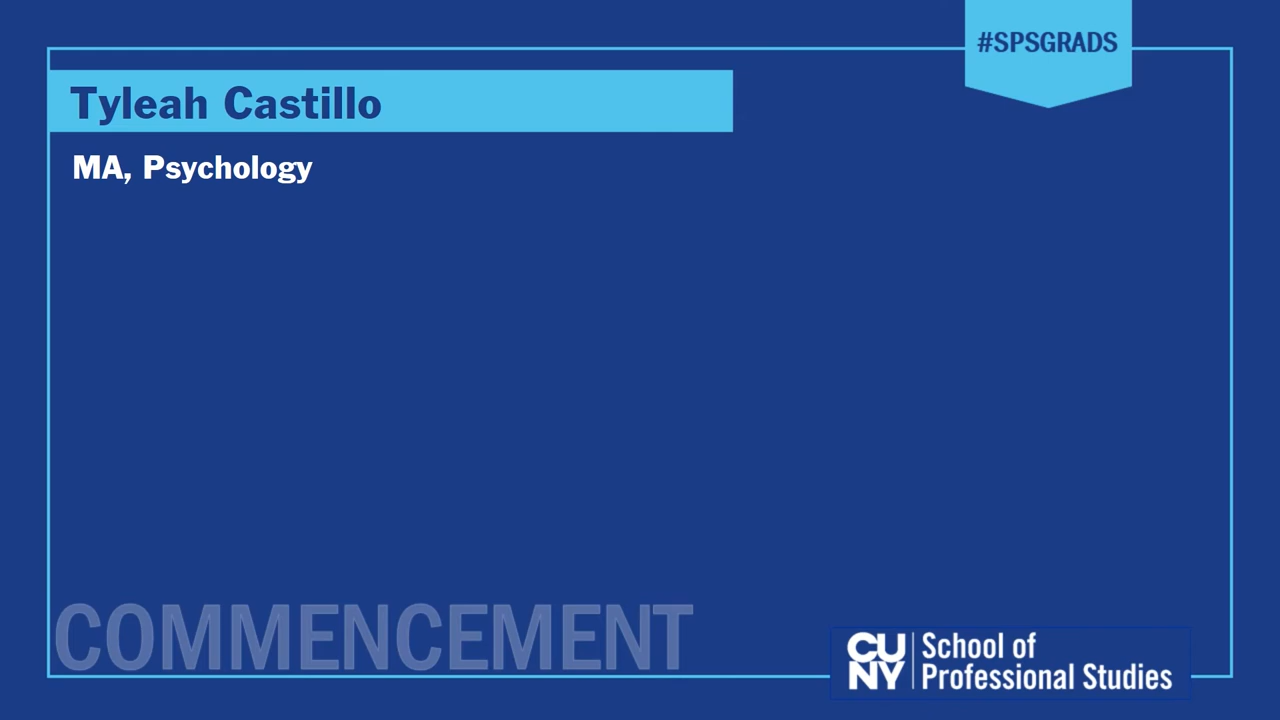 #SPSGRADS
Tyleah Castillo
MA, Psychology
COMMENCEMENT
CU
NY
School of
Professional Studies